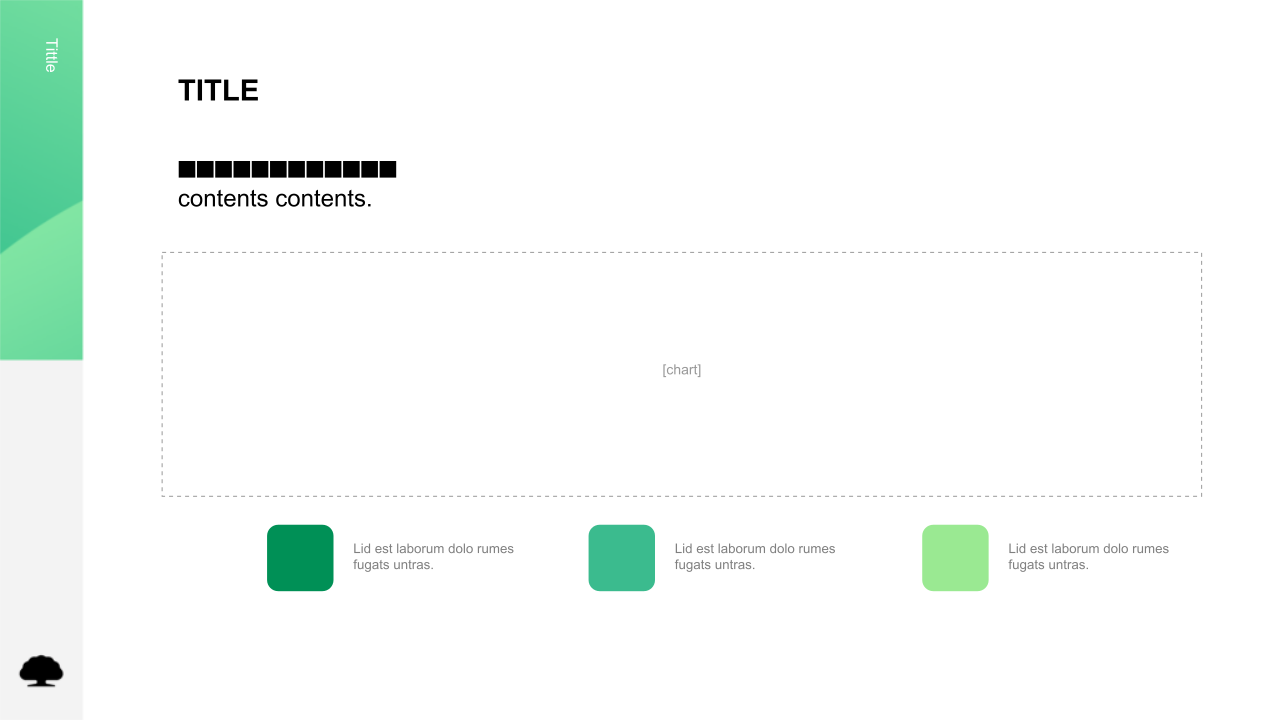 Tittle
TITLE
contents contents.
[chart]
Lid est laborum dolo rumes
fugats untras.
Lid est laborum dolo rumes
fugats untras.
Lid est laborum dolo rumes
fugats untras.